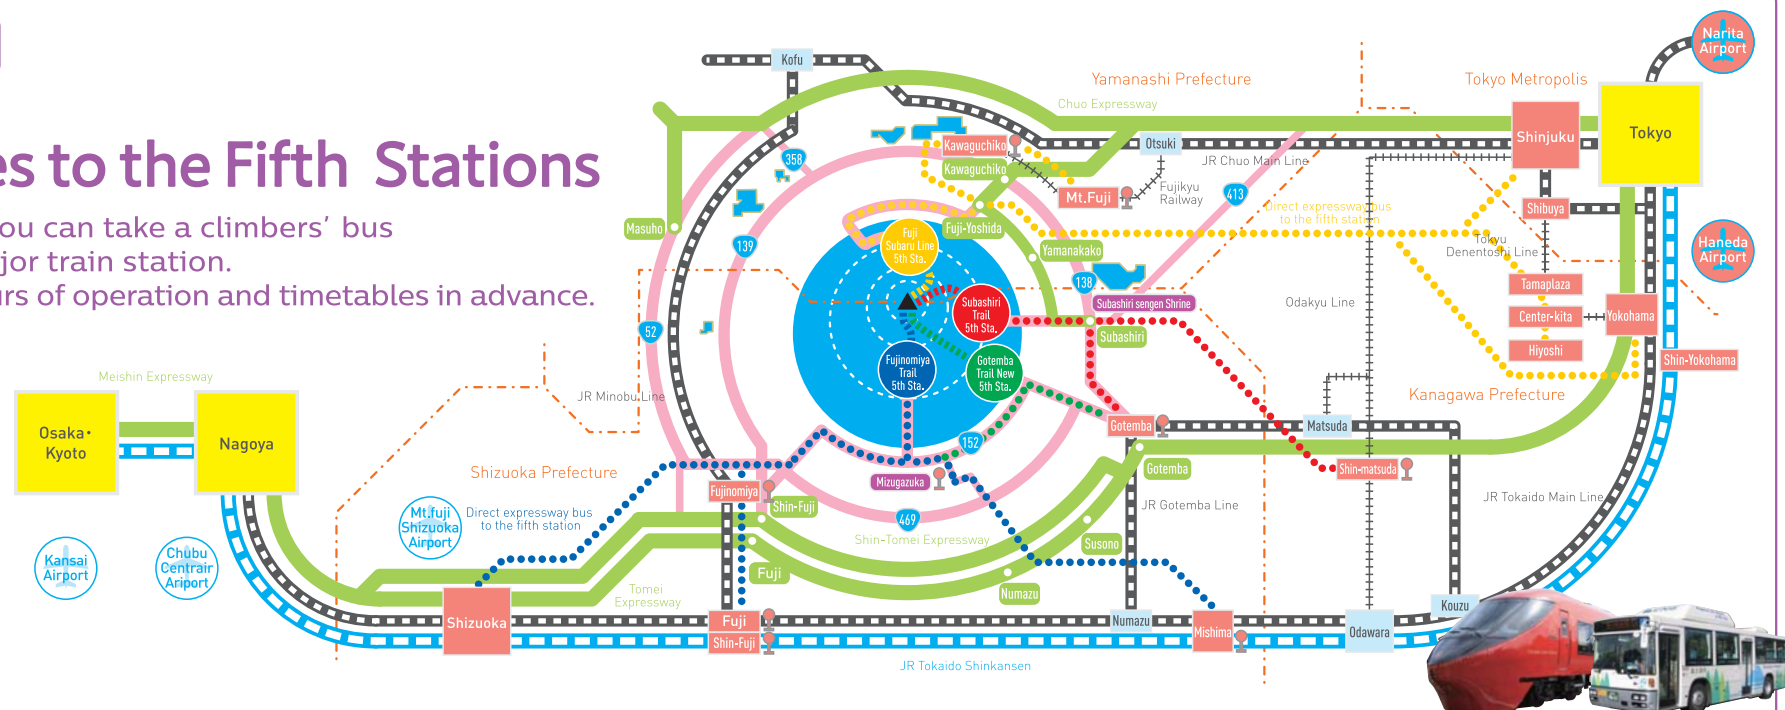 es to the Fifth Stations
ou can take a climbers’ bus
jor train station.
urs of operation and timetables in advance.
Narita
Airport
Kofu
Yamanashi Prefecture
Tokyo Metropolis
Chuo Expressway
Shinjuku
Tokyo
Kawaguchiko
Otsuki
JR Chuo Main Line
358
Kawaguchiko
Mt.Fuji
Fujikyu
Railway
413
Direct expressway bus
to the fifth station
Shibuya
Masuho
Fuji-Yoshida
139
Fuji
Subaru Line
5th Sta.
Yamanakako
Tokyu
Denentoshi Line
Haneda
Airport
138
Tamaplaza
Subashiri
Trail
5th Sta.
Subashiri sengen Shrine
Odakyu Line
Center-kita
Yokohama
52
Subashiri
Hiyoshi
Shin-Yokohama
Fujinomiya
Trail
5th Sta.
Gotemba
Trail New
5th Sta.
Meishin Expressway
JR Minobu Line
Kanagawa Prefecture
Osaka・
Kyoto
Nagoya
Gotemba
Matsuda
152
Shizuoka Prefecture
Mizugazuka
Gotemba
Shin-matsuda
Fujinomiya
Shin-Fuji
JR Gotemba Line
JR Tokaido Main Line
Mt.fuji
Shizuoka
Airport
Direct expressway bus
to the fifth station
469
Shin-Tomei Expressway
Susono
Kansai
Airport
Chubu
Centrair
Ariport
Fuji
Numazu
Tomei
Expressway
Shizuoka
Fuji
Shin-Fuji
Numazu
Mishima
Odawara
Kouzu
JR Tokaido Shinkansen